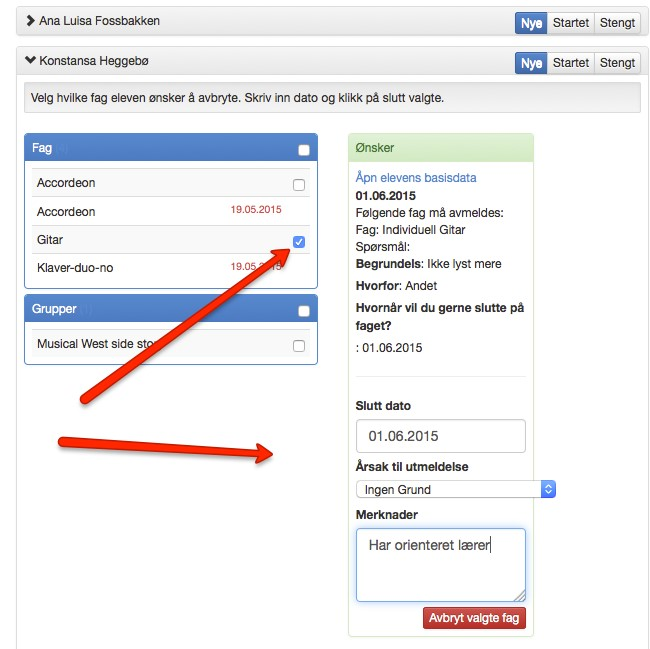 Ana Luisa Fossbakken
Nye Startet Stengt
Konstansa Heggebø
Nye Startet Stengt
Velg hvilke fag eleven ønsker å avbryte. Skriv inn dato og klikk på slutt valgte.
Fag
Accordeon
Accordeon 19.05.2015
Gitar
Klaver-duo-no 19.05.
Grupper
Musical West side
Ønsker
Åpn elevens basisdata
01.06.2015
Følgende fag må avmeldes:
Fag: Individuell Gitar
Spørsmål:
Begrundels: Ikke lyst mere
Hvorfor: Andet
Hvornår vil du gerne slutte på
faget?
: 01.06.2015
Slutt dato
01.06.2015
Årsak til utmeldelse
Ingen Grund
Merknader
Har orienteret lærer
Avbryt valgte fag